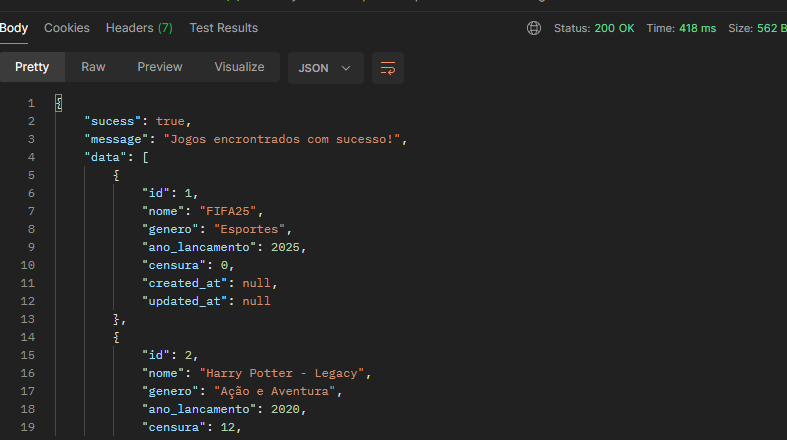 Body Cookies Headers (7) Test Results Status: 200 OK Time: 418 ms Size: 562 B
Pretty Raw Preview Visualize JSON
1 {
2 "sucess": true,
3 "message": "Jogos encrontrados com sucesso!",
4 "data": [
5 {
6 "id": 1,
7 "nome": "FIFA25",
8 "genero": "Esportes",
9 "ano_lancamento": 2025,
10 "censura": 0,
11 "created_at": null,
12 "updated_at": null
13 },
14 {
15 "id": 2,
16 "nome": "Harry Potter - Legacy",
17 "genero": "Ação e Aventura",
18 "ano_lancamento": 2020,
19 "censura": 12,